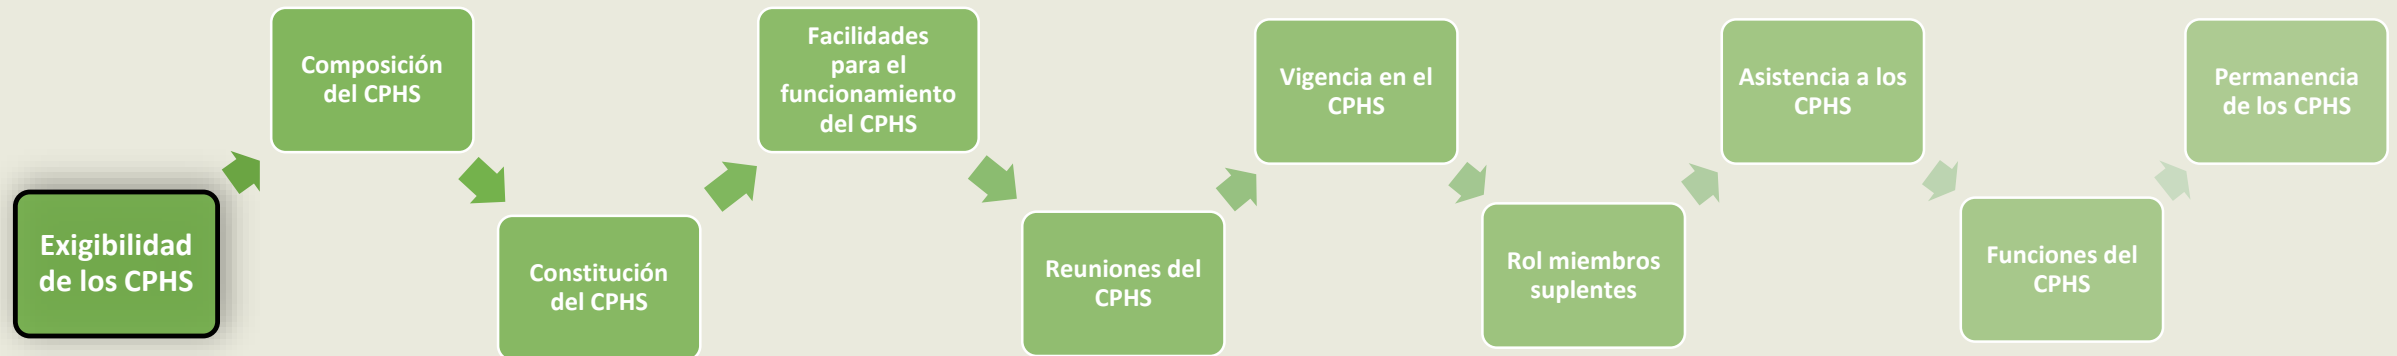 Exigibilidad
de los CPHS
Composición
del CPHS
Constitución
del CPHS
Facilidades
para el
funcionamiento
del CPHS
Reuniones del
CPHS
Vigencia en el
CPHS
Rol miembros
suplentes
Asistencia a los
CPHS
Funciones del
CPHS
Permanencia
de los CPHS